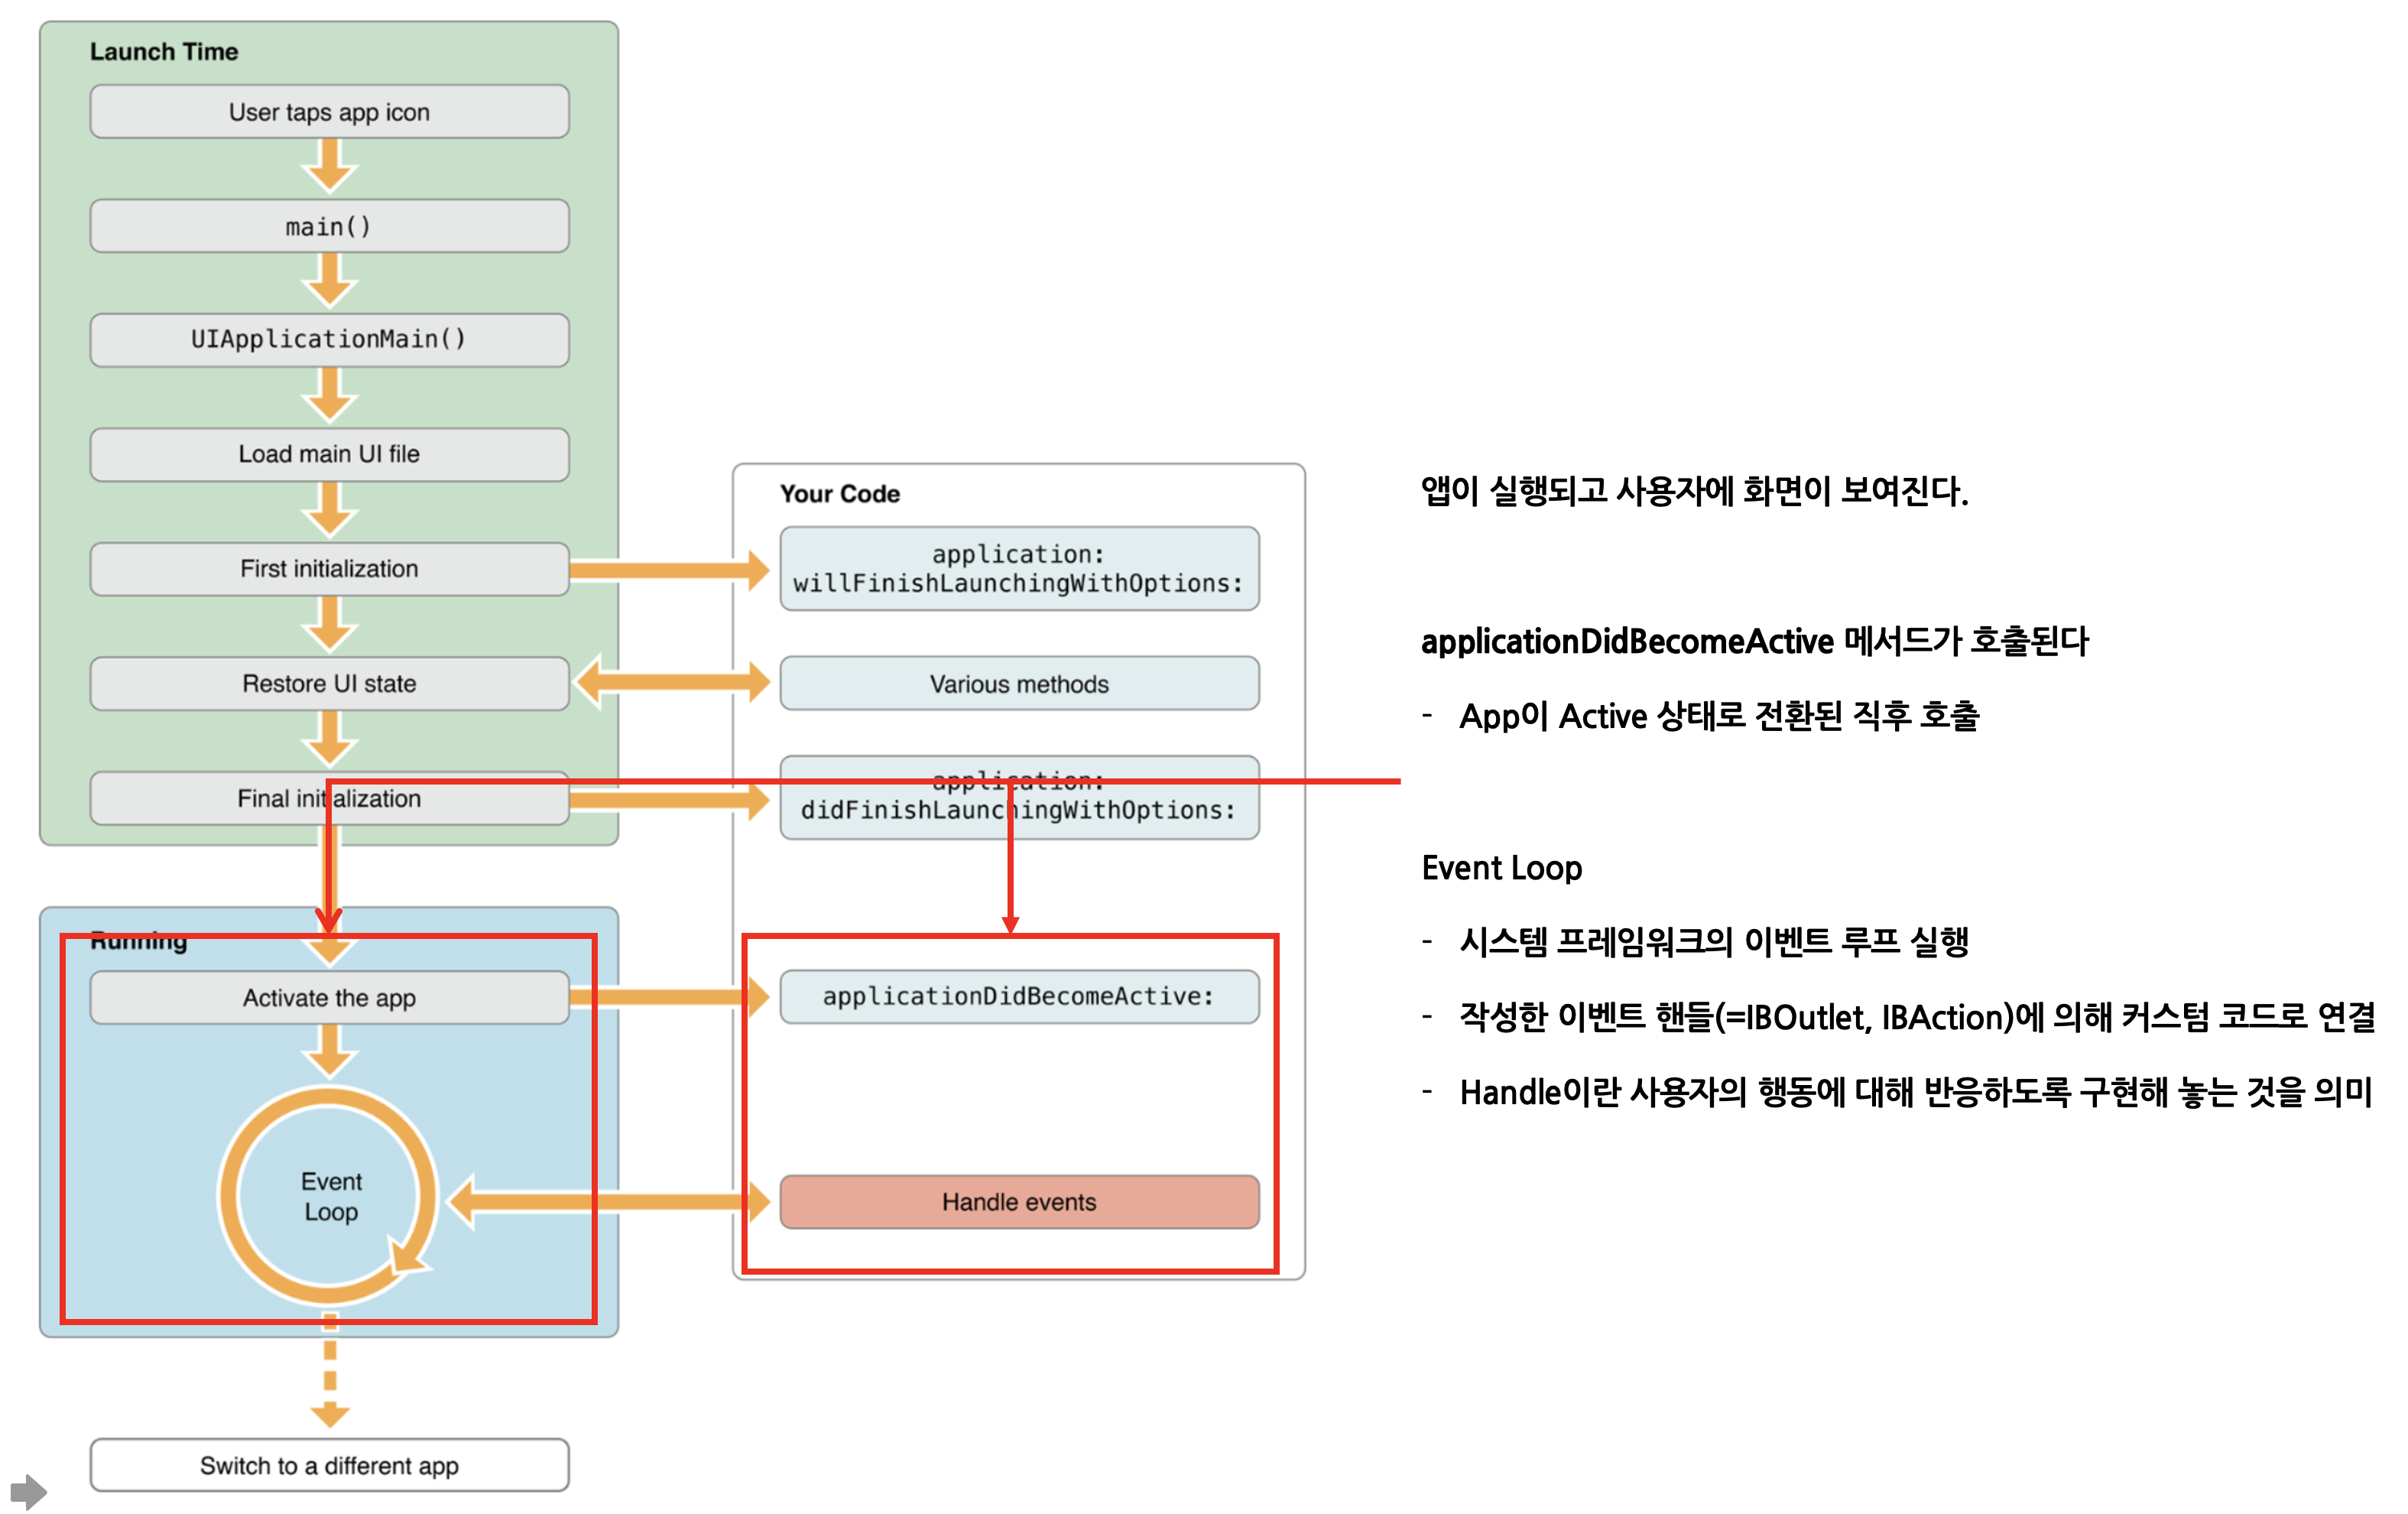 Launch Time
User taps app icon
main()
UIApplicationMain()
Load main UI file
First initialization
Restore UI state
Final initialization
Running
Activate the app
Event
Loop
Switch to a different app
Your Code
application:
willFinishLaunchingWithOptions:
Various methods
application:
didFinishLaunchingWithOptions:
applicationDidBecomeActive:
Handle events
앱이 실행되고 사용자에 화면이 보여진다.
applicationDidBecomeActive 메서드가 호출된다
- App이 Active 상태로 전환된 직후 호출
Event Loop
- 시스템 프레임워크의 이벤트 루프 실행
- 작성한 이벤트 핸들(=IBOutlet, IBAction)에 의해 커스텀 코드로 연결
- Handle이란 사용자의 행동에 대해 반응하도록 구현해 놓는 것을 의미